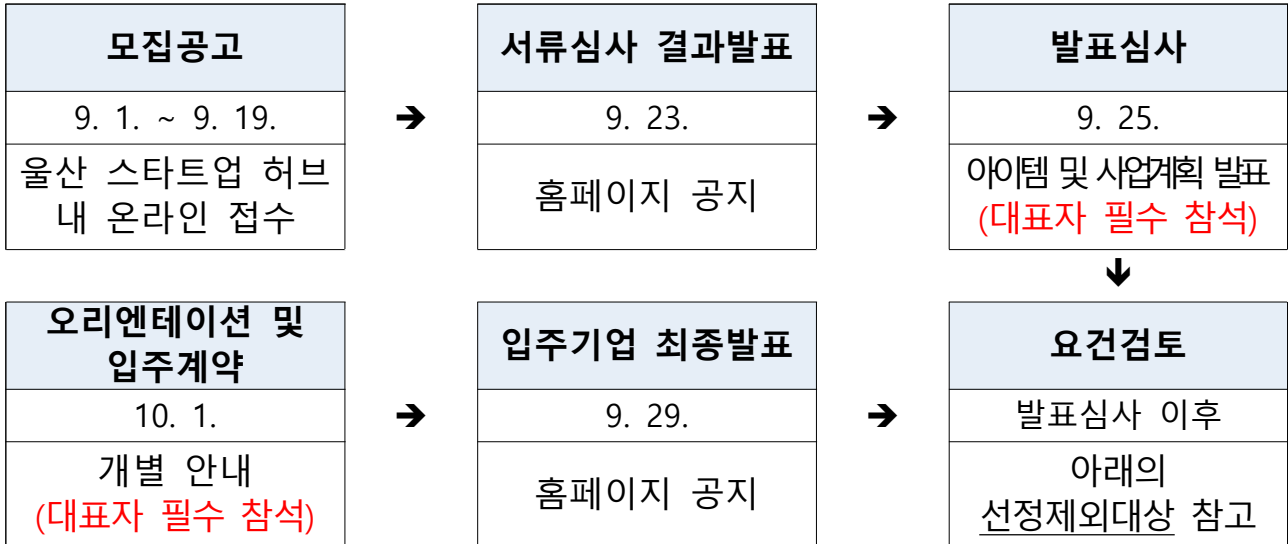 모집공고
9. 1. ~ 9. 19.
울산 스타트업 허브
내 온라인 접수
➔
서류심사 결과발표
9. 23.
홈페이지 공지
➔
발표심사
9. 25.
아이템 및 사업계획 발표
(대표자 필수 참석)
🡫
오리엔테이션 및
입주계약
10. 1.
개별 안내
(대표자 필수 참석)
➔
입주기업 최종발표
9. 29.
홈페이지 공지
➔
요건검토
발표심사 이후
아래의
선정제외대상 참고